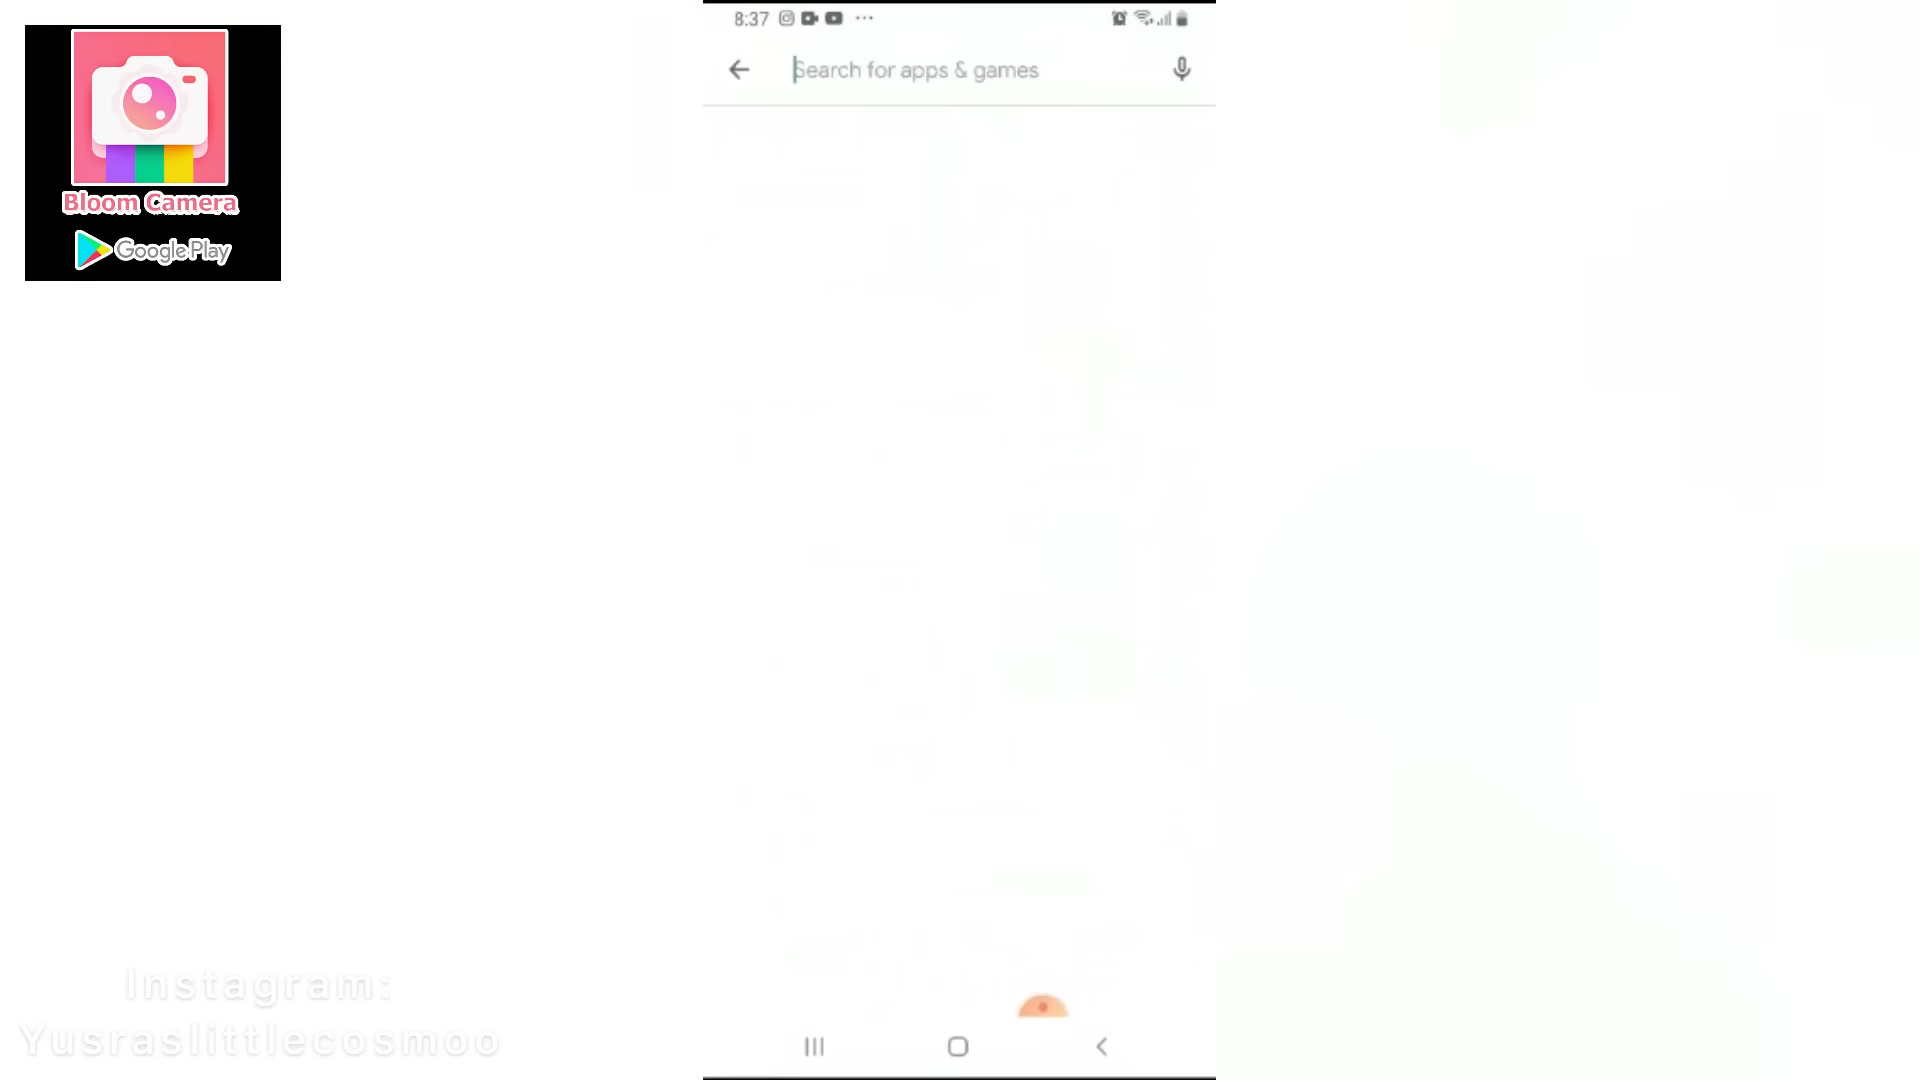 Bloom Camera
Google Play
8:37
Search for apps & games
Instagram:
Yusraslittlecosmoo